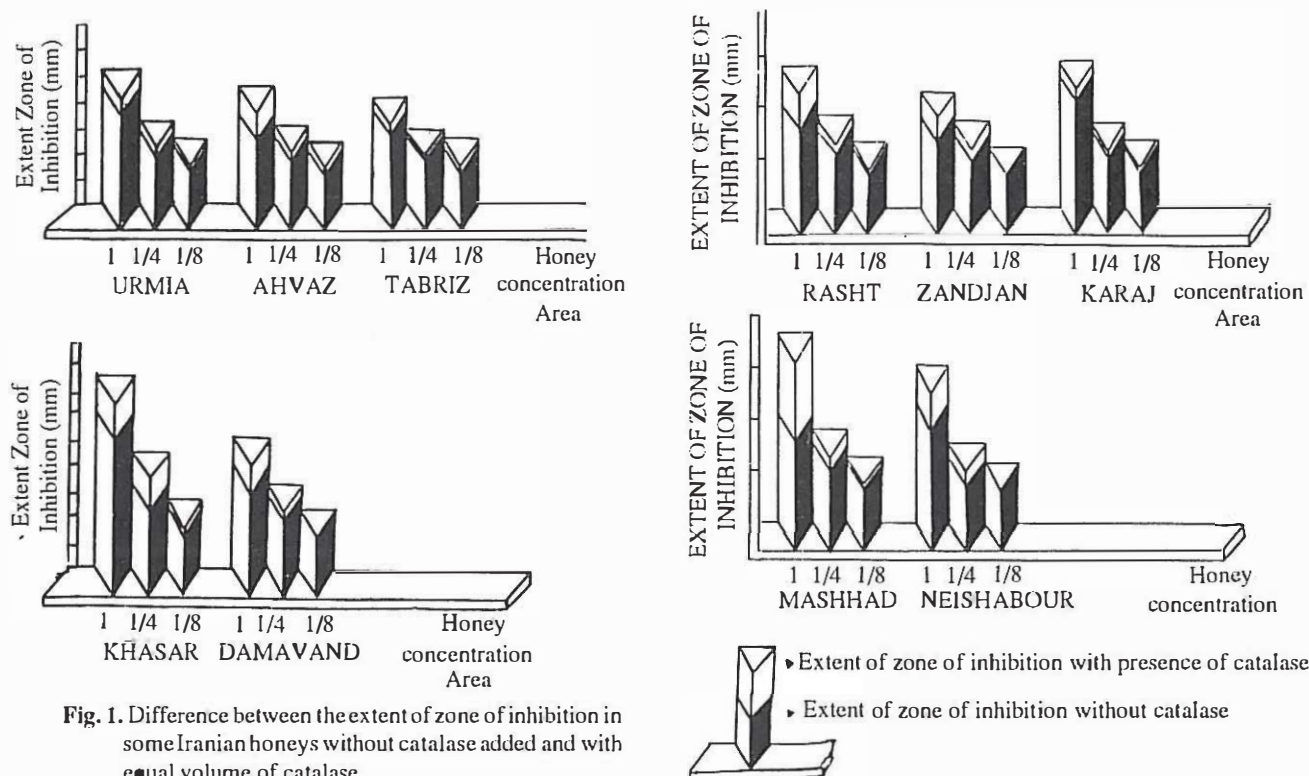 Extent Zone of
Inhibition (mm)
1 1/4 1/8 1 1/4 1/8 1 1/4 1/8 Honey
URMIA AHVAZ TABRIZ concentration
Area
Extent Zone of
Inhibition (mm)
1 1/4 1/8 1 1/4 1/8 Honey
KHASAR DAMAVAND concentration
Area
Fig. 1. Difference between the extent of zone of inhibition in
some Iranian honeys without catalase added and with
equal volume of catalase
EXTENT OF ZONE OF
INHIBITION (mm)
1 1/4 1/8 1 1/4 1/8 1 1/4 1/8 Honey
RASHT ZANDJAN KARAJ concentration
Area
EXTENT OF ZONE OF
INHIBITION (mm)
1 1/4 1/8 1 1/4 1/8 Honey
MASHHAD NEISHABOUR concentration
Extent of zone of inhibition with presence of catalase
Extent of zone of inhibition without catalase